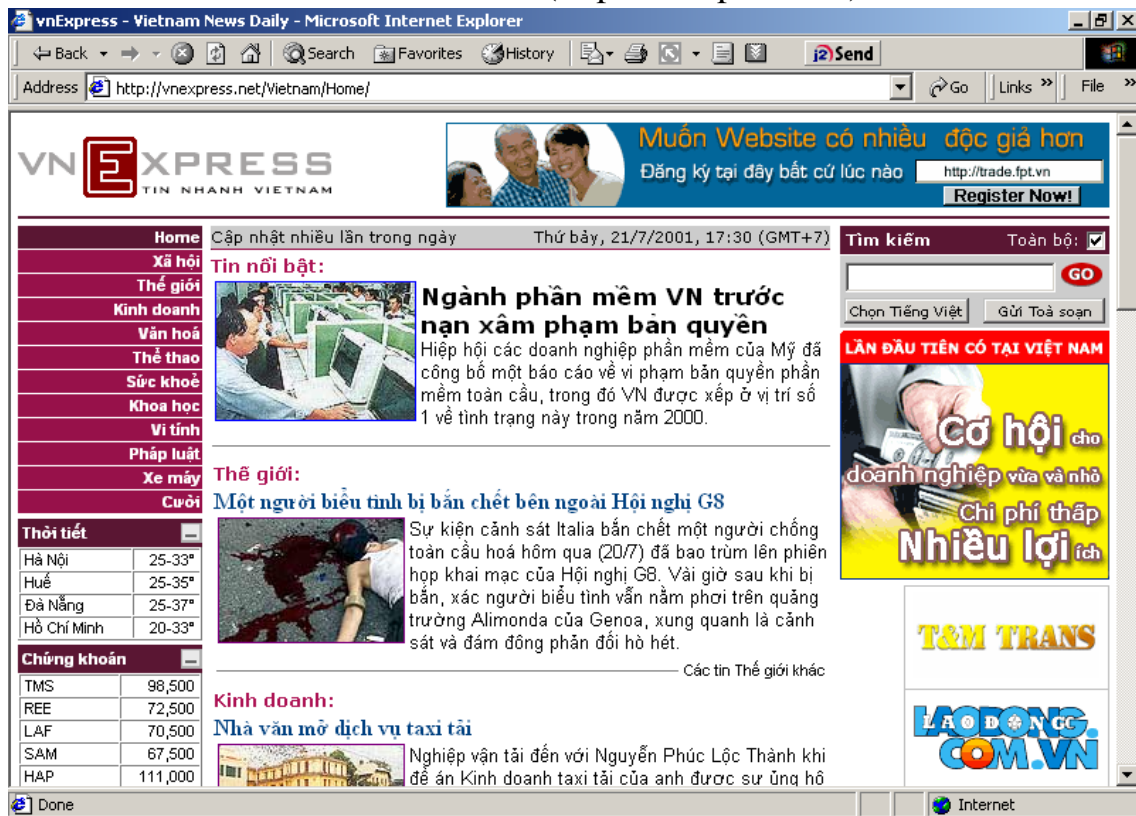 vnExpress - Vietnam News Daily - Microsoft Internet Explorer
Back Search Favorites History j2 Send
Address http://vnexpress.net/Vietnam/Home/ Go Links » File »
VN EXPRESS
TIN NHANH VIETNAM
Muốn Website có nhiều độc giả hơn
Đăng ký tại đây bất cứ lúc nào
http://trade.fpt.vn
Register Now!
Home
Xã hội
Thế giới
Kinh doanh
Văn hoá
Thể thao
Sức khoẻ
Khoa học
Vi tính
Pháp luật
Xe máy
Cười
Thời tiết
Hà Nội 25-33°
Huế 25-35°
Đà Nẵng 25-37°
Hồ Chí Minh 20-33°
Chứng khoán
TMS 98,500
REE 72,500
LAF 70,500
SAM 67,500
HAP 111,000
Cập nhật nhiều lần trong ngày Thứ bảy, 21/7/2001, 17:30 (GMT+7)
Tin nổi bật:
Ngành phần mềm VN trước
nạn xâm phạm bản quyền
Hiệp hội các doanh nghiệp phần mềm của Mỹ đã
công bố một báo cáo về vi phạm bản quyền phần
mềm toàn cầu, trong đó VN được xếp ở vị trí số
1 về tình trạng này trong năm 2000.
Thế giới:
Một người biểu tình bị bắn chết bên ngoài Hội nghị G8
Sự kiện cảnh sát Italia bắn chết một người chống
toàn cầu hoá hôm qua (20/7) đã bao trùm lên phiên
họp khai mạc của Hội nghị G8. Vài giờ sau khi bị
bắn, xác người biểu tình vẫn nằm phơi trên quảng
trường Alimonda của Genoa, xung quanh là cảnh
sát và đám đông phản đối hò hét.
Các tin Thế giới khác
Kinh doanh:
Nhà văn mở dịch vụ taxi tải
Nghiệp vận tải đến với Nguyễn Phúc Lộc Thành khi
đề án Kinh doanh taxi tải của anh được sự ủng hộ
Tìm kiếm Toàn bộ:
GO
Chọn Tiếng Việt Gửi Toà soạn
LẦN ĐẦU TIÊN CÓ TẠI VIỆT NAM
Cơ hội cho
doanh nghiệp vừa và nhỏ
Chi phí thấp
Nhiều lợi ích
T&M TRANS
LAODONG
COM.VN
Done Internet